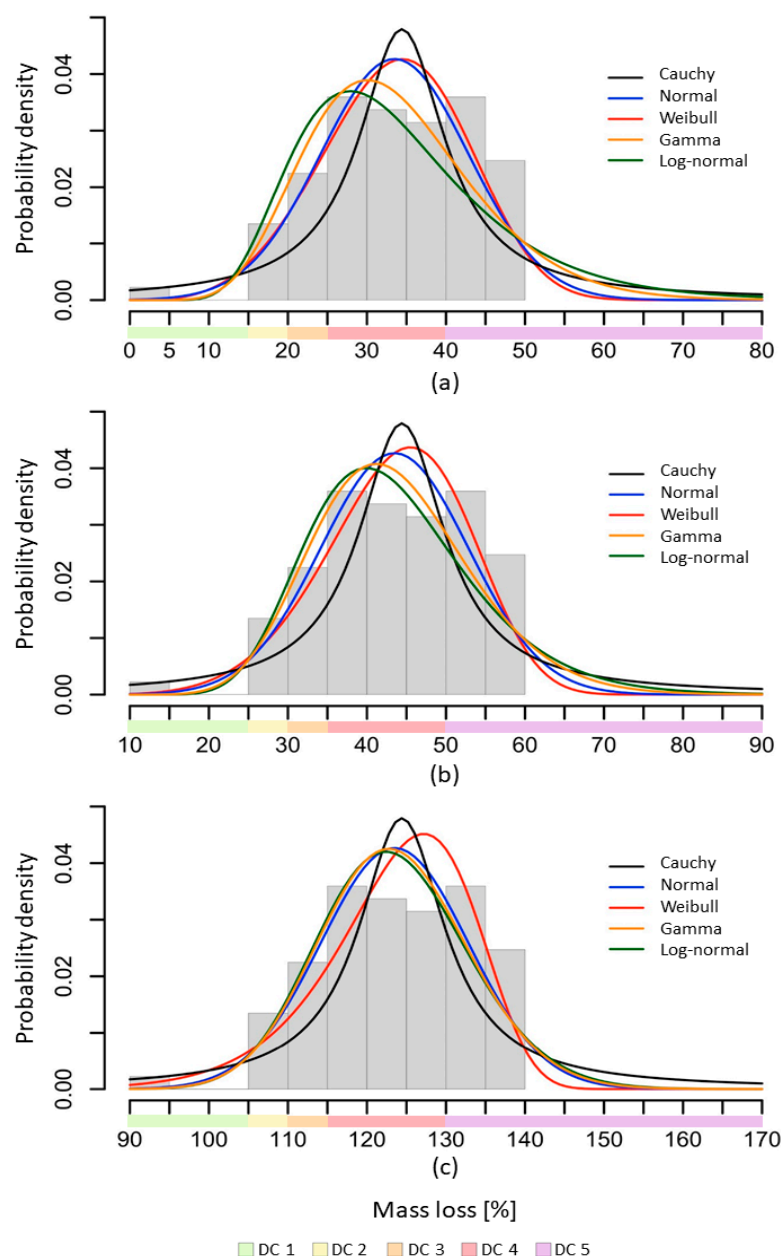 Probability density
0.04
0.02
0.00
Cauchy
Normal
Weibull
Gamma
Log-normal
0 5 10 20 30 40 50 60 70 80
(a)
Probability density
0.04
0.02
0.00
Cauchy
Normal
Weibull
Gamma
Log-normal
10 20 30 40 50 60 70 80 90
(b)
Probability density
0.04
0.02
0.00
Cauchy
Normal
Weibull
Gamma
Log-normal
90 100 110 120 130 140 150 160 170
(c)
Mass loss [%]
DC 1 DC 2 DC 3 DC 4 DC 5